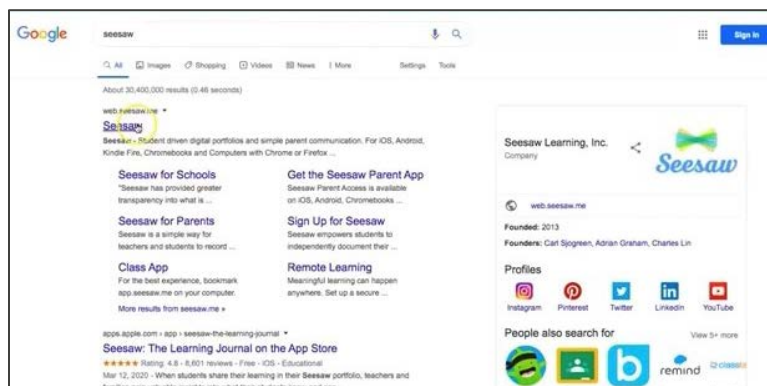 Google
seesaw
Sign in
All Images Shopping Videos News More Settings Tools
About 30,400,000 results (0.46 seconds)
web.seesaw.me
Seesaw
Seesaw - Student driven digital portfolios and simple parent communication. For iOS, Android,
Kindle Fire, Chromebooks and Computers with Chrome or Firefox ...
Seesaw for Schools
"Seesaw has provided greater
transparency into what is ...
Get the Seesaw Parent App
Seesaw Parent Access is available
on iOS, Android, Chromebooks ...
Seesaw for Parents
Seesaw is a simple way for
teachers and students to record ...
Sign Up for Seesaw
Seesaw empowers students to
independently document their ...
Class App
For the best experience, bookmark
app.seesaw.me on your computer.
Remote Learning
Meaningful learning can happen
anywhere. Set up a secure ...
More results from seesaw.me »
apps.apple.com › app › seesaw-the-learning-journal
Seesaw: The Learning Journal on the App Store
Rating: 4.8 - 8,601 reviews - Free - iOS - Educational
Mar 12, 2020 - When students share their learning in their Seesaw portfolio, teachers and
Seesaw Learning, Inc.
Company
Seesaw
web.seesaw.me
Founded: 2013
Founders: Carl Sjogreen, Adrian Graham, Charles Lin
Profiles
Instagram Pinterest Twitter LinkedIn YouTube
People also search for
View 5+ more
remind